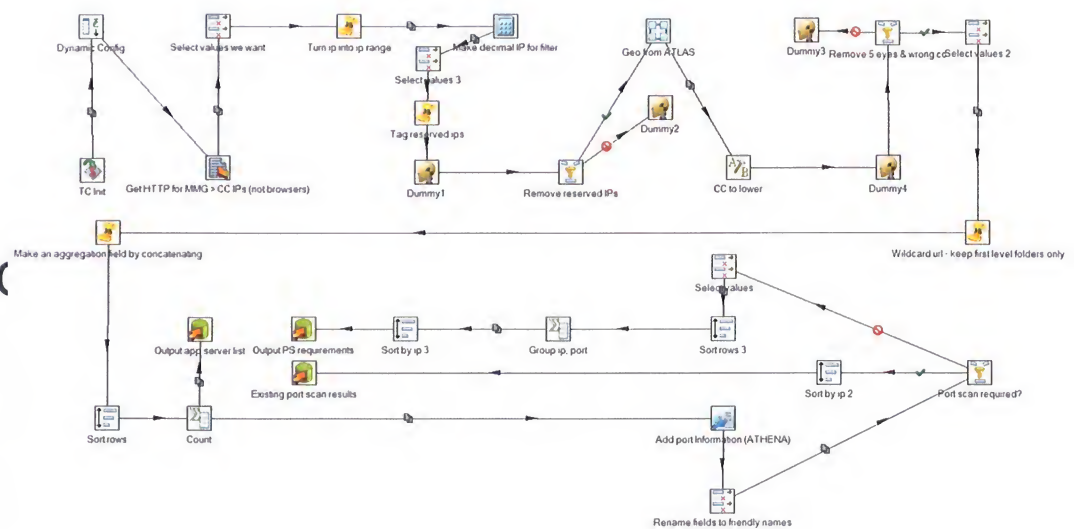 Dynamic Config
Select values we want
Turn ip into ip range
Make decimal IP for filter
Geo from ATLAS
Dummy3
Remove 5 eyes & wrong cc
Select values 2
Select values 3
Tag reserved ips
Dummy2
TC Init
Get HTTP for MMG > CC IPs (not browsers)
Dummy1
Remove reserved IPs
A/B
CC to lower
Dummy4
Make an aggregation field by concatenating
Wildcard url - keep first level folders only
Select values
Output app server list
Output PS requirements
Sort by ip 3
Group ip, port
Sort rows 3
Existing port scan results
Sort by ip 2
Port scan required?
Sort rows
Count
Add port Information (ATHENA)
Rename fields to friendly names